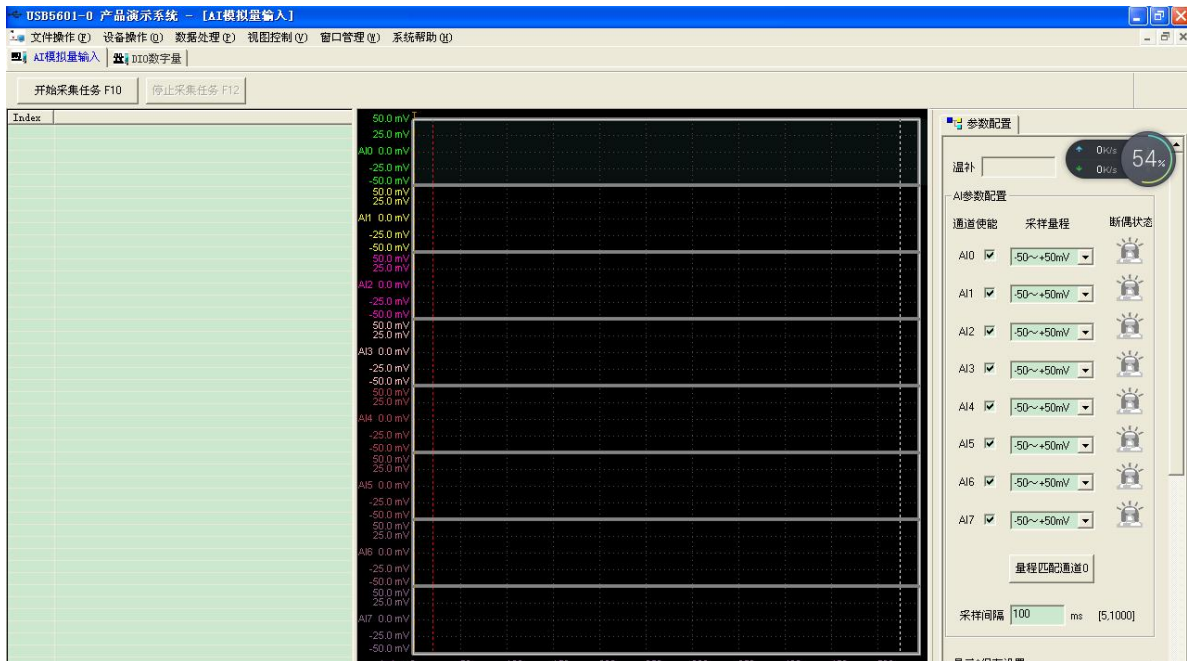 USB5601-0 产品演示系统 - [AI模拟量输入]
文件操作(F) 设备操作(Q) 数据处理(P) 视图控制(V) 窗口管理(W) 系统帮助(H)
AI模拟量输入 DIO数字量
开始采集任务 F10 停止采集任务 F12
Index
50.0 mV
25.0 mV
AI0 0.0 mV
-25.0 mV
-50.0 mV
50.0 mV
25.0 mV
AI1 0.0 mV
-25.0 mV
-50.0 mV
50.0 mV
25.0 mV
AI2 0.0 mV
-25.0 mV
-50.0 mV
50.0 mV
25.0 mV
AI3 0.0 mV
-25.0 mV
-50.0 mV
50.0 mV
25.0 mV
AI4 0.0 mV
-25.0 mV
-50.0 mV
50.0 mV
25.0 mV
AI5 0.0 mV
-25.0 mV
-50.0 mV
50.0 mV
25.0 mV
AI6 0.0 mV
-25.0 mV
-50.0 mV
50.0 mV
25.0 mV
AI7 0.0 mV
-25.0 mV
-50.0 mV
参数配置
温补
0K/s
0K/s
54%
AI参数配置
通道使能 采样量程 断偶状态
AI0 -50~+50mV
AI1 -50~+50mV
AI2 -50~+50mV
AI3 -50~+50mV
AI4 -50~+50mV
AI5 -50~+50mV
AI6 -50~+50mV
AI7 -50~+50mV
量程匹配通道0
采样间隔 100 ms [5,1000]